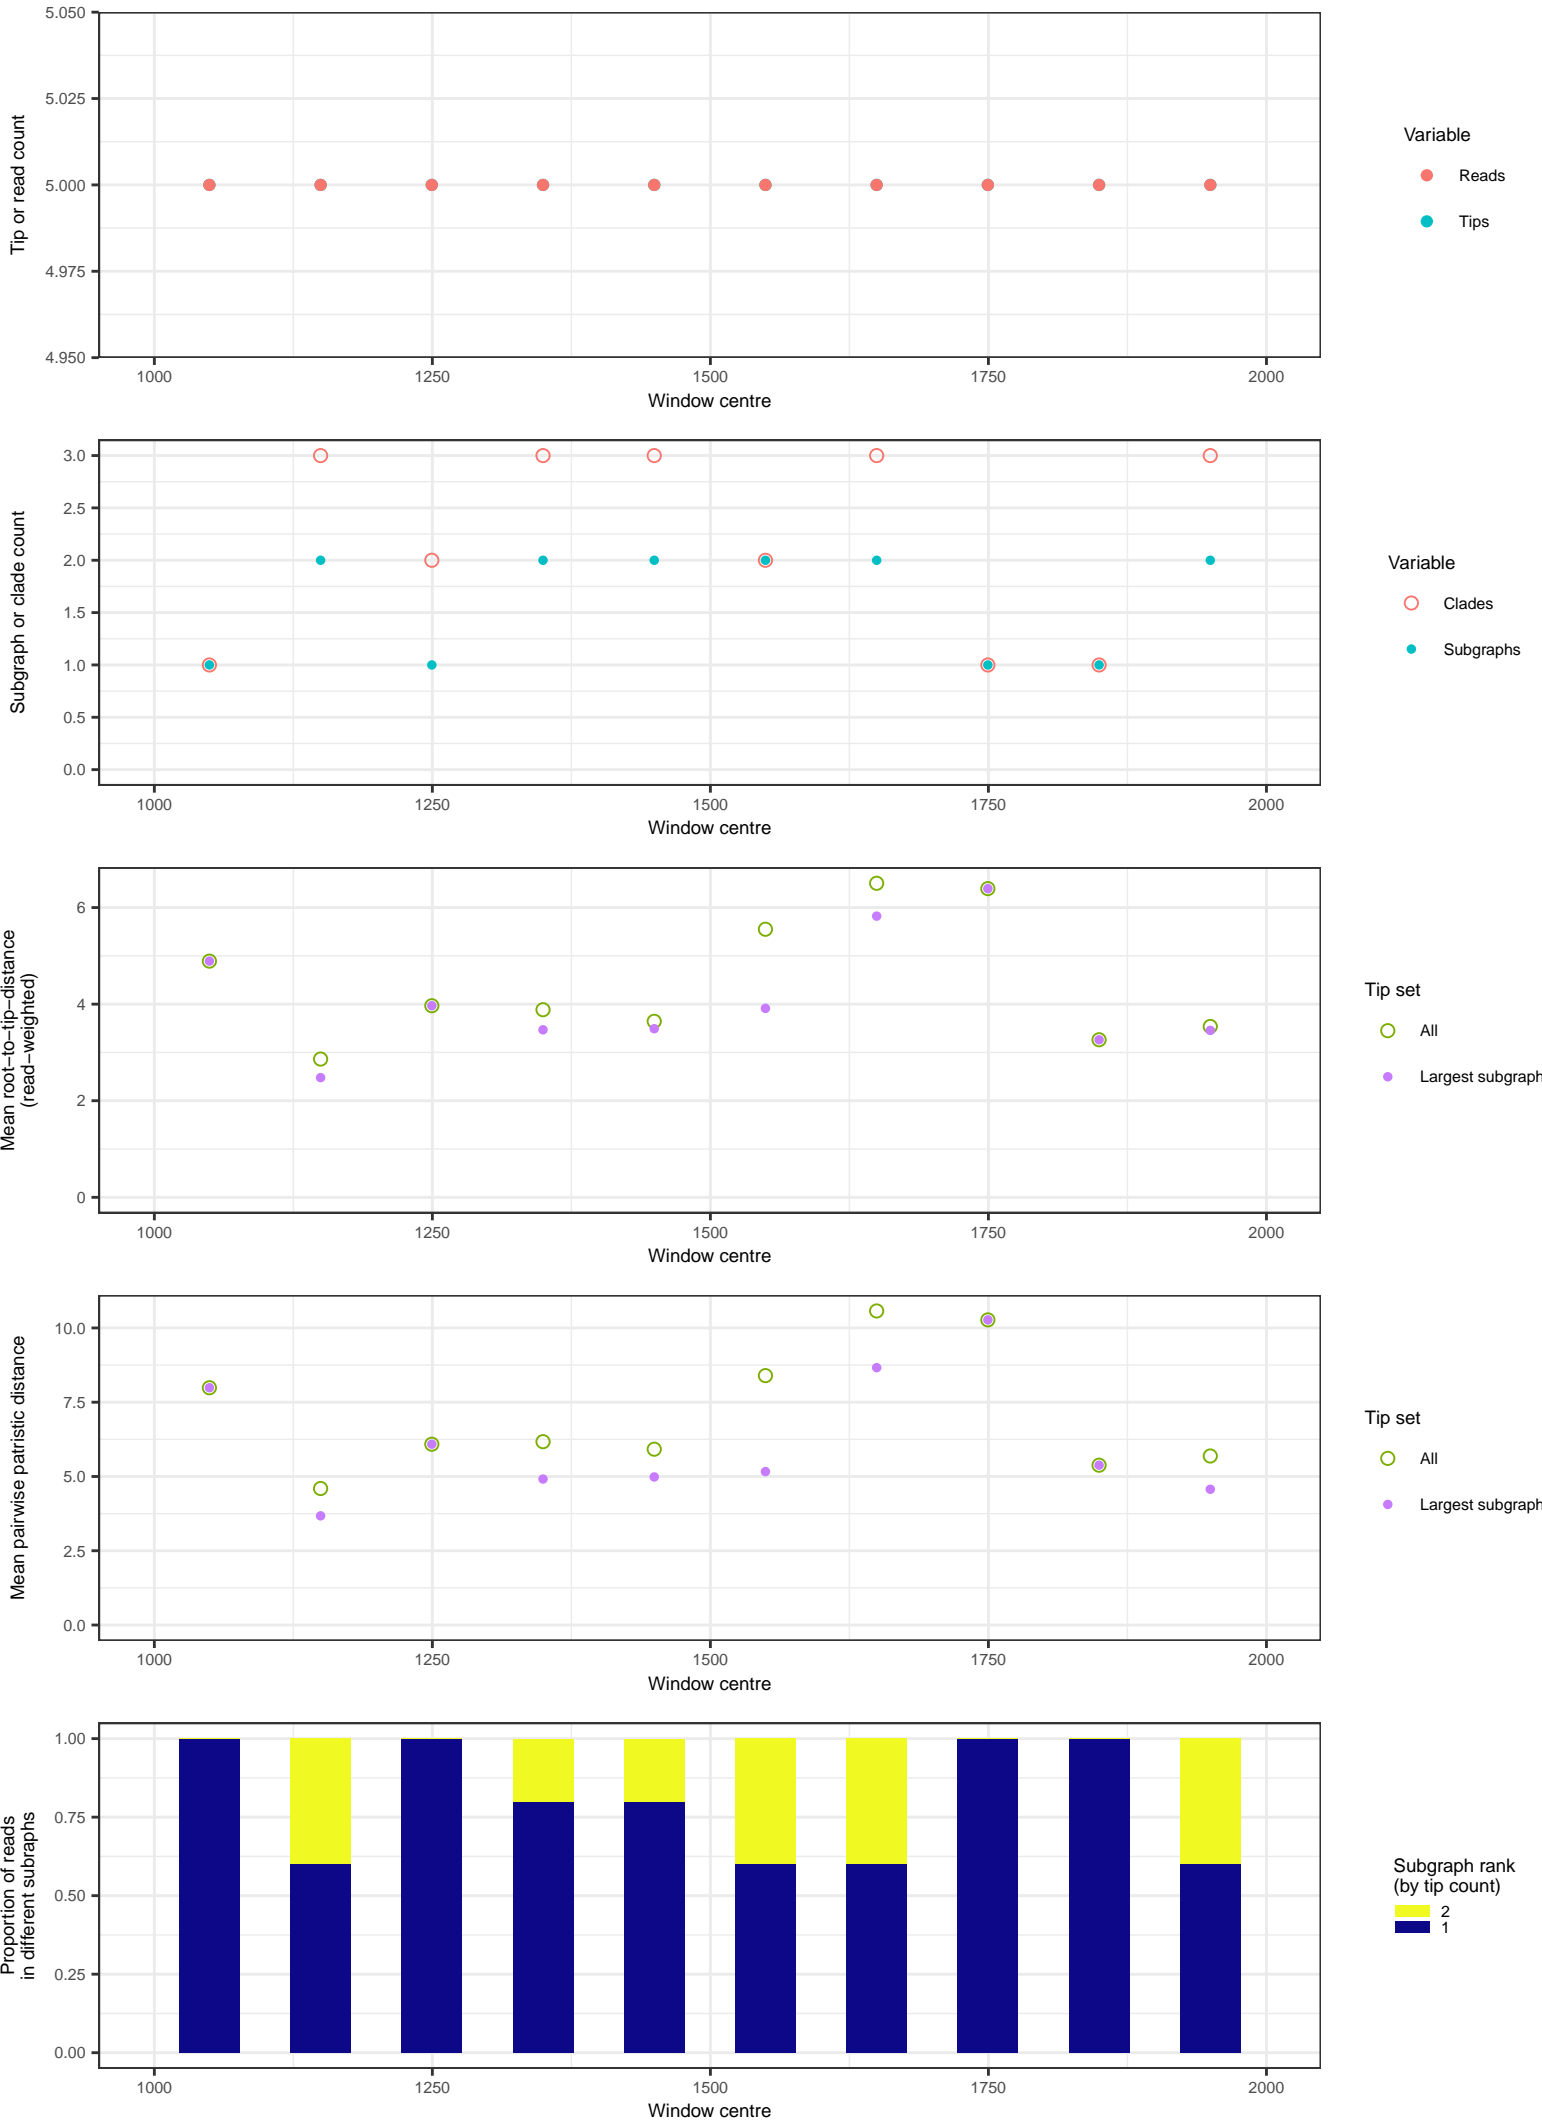 5.050
5.025
5.000
4.975
4.950
Tip or read count
1000 1250 1500 1750 2000
Window centre
Variable
Reads
Tips
3.0
2.5
2.0
1.5
1.0
0.5
0.0
Subgraph or clade count
1000 1250 1500 1750 2000
Window centre
Variable
Clades
Subgraphs
6
4
2
0
Mean root−to−tip−distance
(read−weighted)
1000 1250 1500 1750 2000
Window centre
Tip set
All
Largest subgraph
10.0
7.5
5.0
2.5
0.0
Mean pairwise patristic distance
1000 1250 1500 1750 2000
Window centre
Tip set
All
Largest subgraph
1.00
0.75
0.50
0.25
0.00
Proportion of reads
in different subraphs
1000 1250 1500 1750 2000
Window centre
Subgraph rank
(by tip count)
2
1